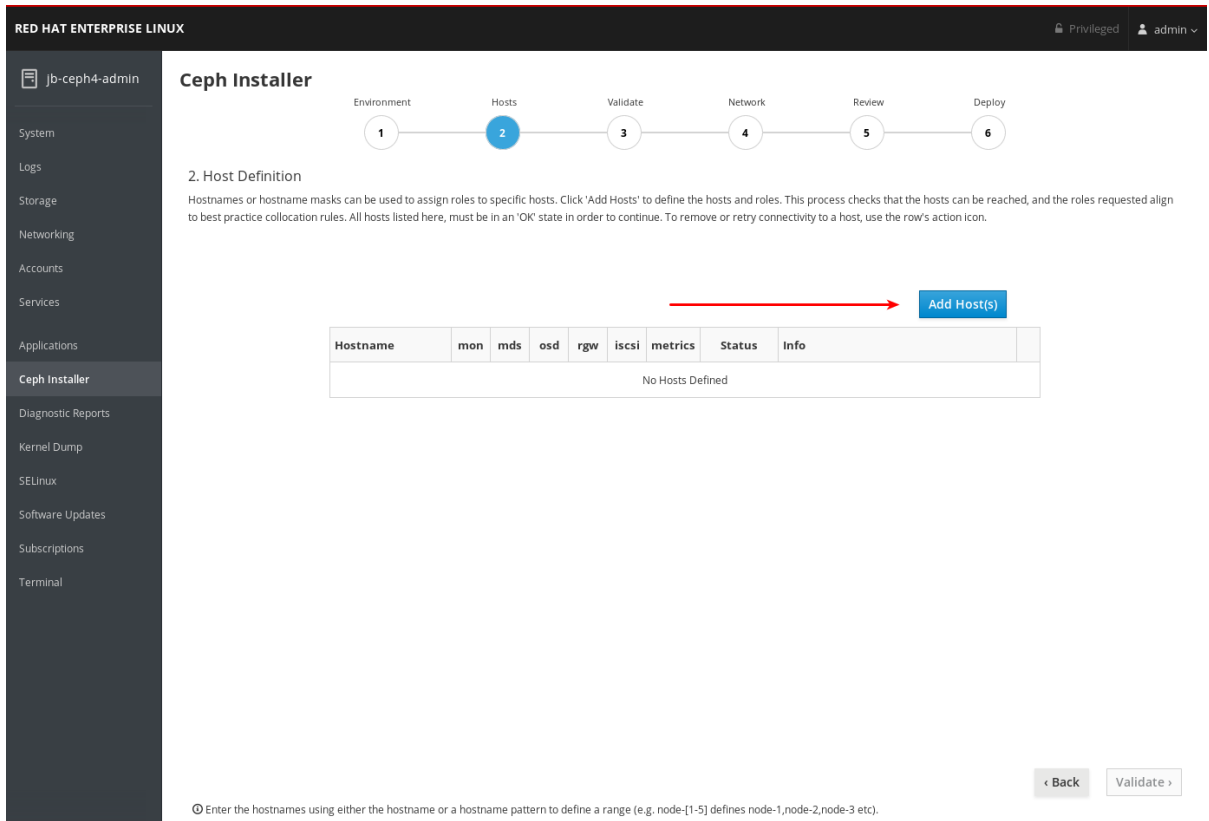 RED HAT ENTERPRISE LINUX
Privileged
admin
jb-ceph4-admin
System
Logs
Storage
Networking
Accounts
Services
Applications
Ceph Installer
Diagnostic Reports
Kernel Dump
SELinux
Software Updates
Subscriptions
Terminal
Ceph Installer
Environment Hosts Validate Network Review Deploy
1 2 3 4 5 6
2. Host Definition
Hostnames or hostname masks can be used to assign roles to specific hosts. Click 'Add Hosts' to define the hosts and roles. This process checks that the hosts can be reached, and the roles requested align
to best practice collocation rules. All hosts listed here, must be in an 'OK' state in order to continue. To remove or retry connectivity to a host, use the row's action icon.
Add Host(s)
Hostname mon mds osd rgw iscsi metrics Status Info
No Hosts Defined
‹ Back Validate ›
Enter the hostnames using either the hostname or a hostname pattern to define a range (e.g. node-[1-5] defines node-1,node-2,node-3 etc).